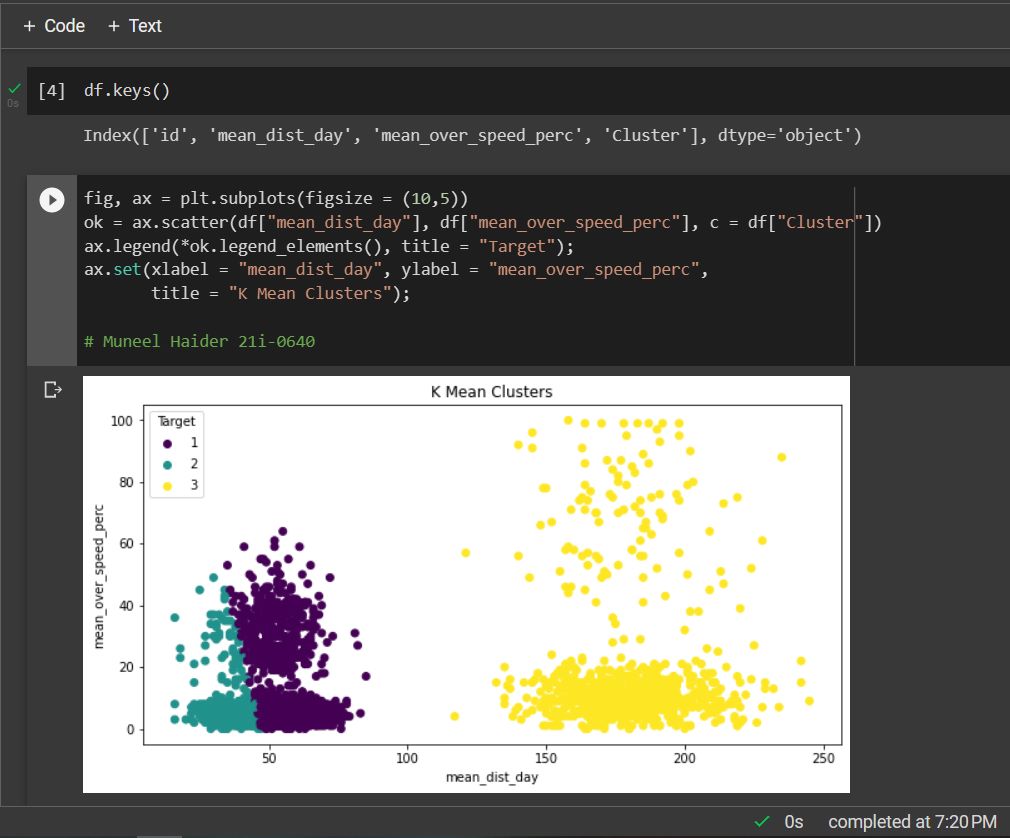 + Code + Text
[4] df.keys()
0s
Index(['id', 'mean_dist_day', 'mean_over_speed_perc', 'Cluster'], dtype='object')
fig, ax = plt.subplots(figsize = (10,5))
ok = ax.scatter(df["mean_dist_day"], df["mean_over_speed_perc"], c = df["Cluster"])
ax.legend(*ok.legend_elements(), title = "Target");
ax.set(xlabel = "mean_dist_day", ylabel = "mean_over_speed_perc",
title = "K Mean Clusters");
# Muneel Haider 21i-0640
K Mean Clusters
Target
1
2
3
100
80
60
40
20
0
mean_over_speed_perc
50 100 150 200 250
mean_dist_day
0s completed at 7:20 PM